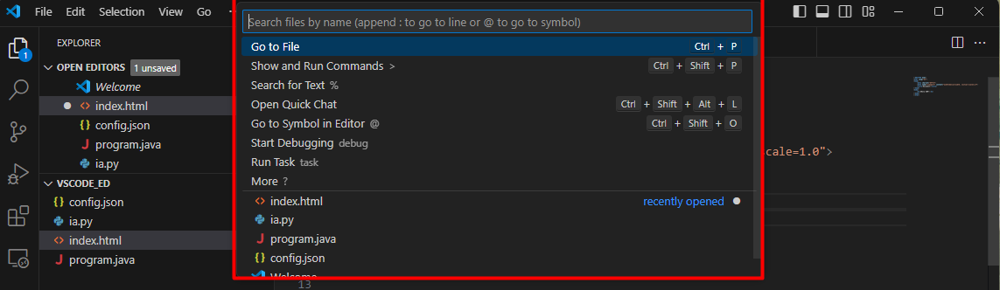 File Edit Selection View Go ···
Search files by name (append : to go to line or @ to go to symbol)
EXPLORER
OPEN EDITORS 1 unsaved
1
Welcome
index.html
config.json
program.java
ia.py
VSCODE_ED
config.json
ia.py
index.html
program.java
Go to File Ctrl + P
Show and Run Commands > Ctrl + Shift + P
Search for Text %
Open Quick Chat Ctrl + Shift + Alt + L
Go to Symbol in Editor @ Ctrl + Shift + O
Start Debugging debug
Run Task task
More ?
index.html recently opened
ia.py
program.java
config.json
Welcome
cale=1.0">
13